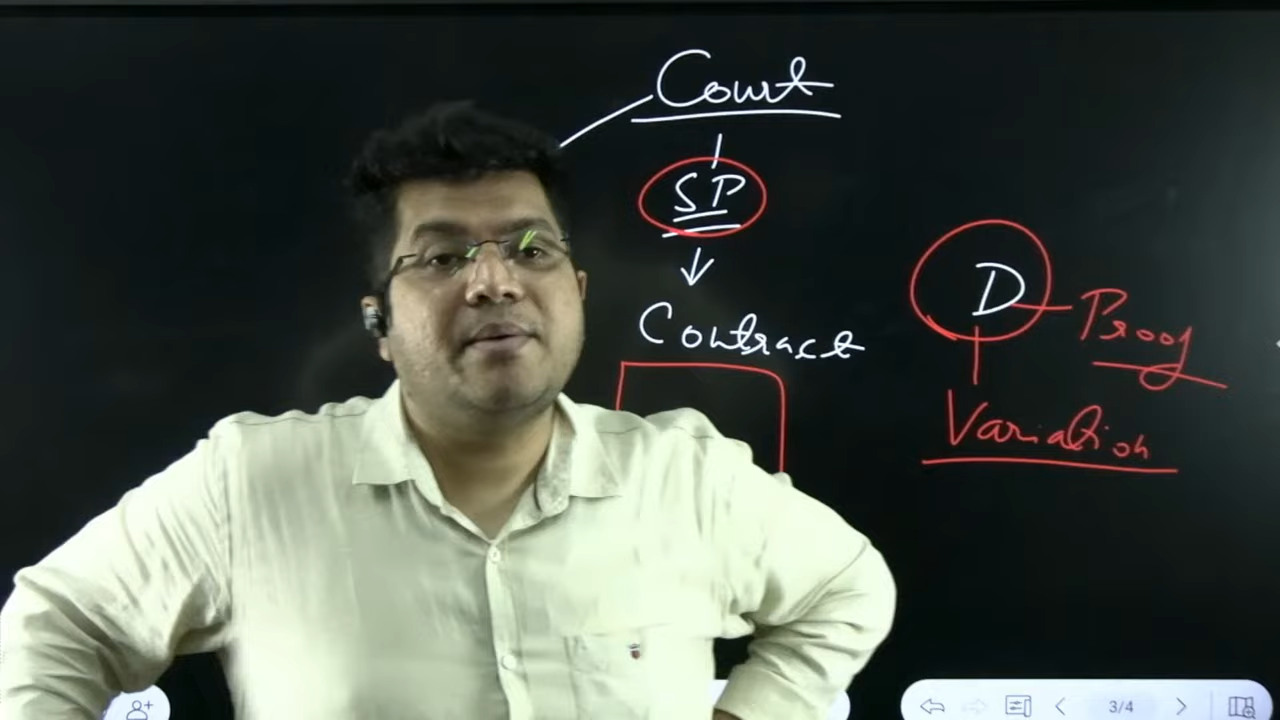 Court
SP
Contract
D
Proof
Variation
3/4